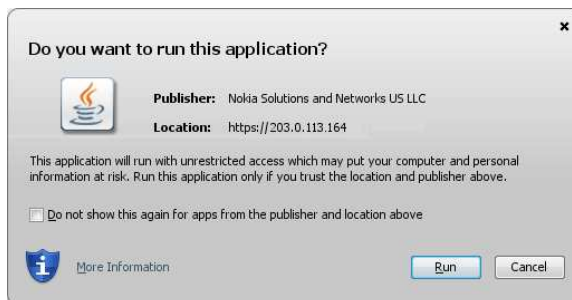 Do you want to run this application?
Publisher: Nokia Solutions and Networks US LLC
Location: https://203.0.113.164
This application will run with unrestricted access which may put your computer and personal
information at risk. Run this application only if you trust the location and publisher above.
Do not show this again for apps from the publisher and location above
More Information
Run
Cancel